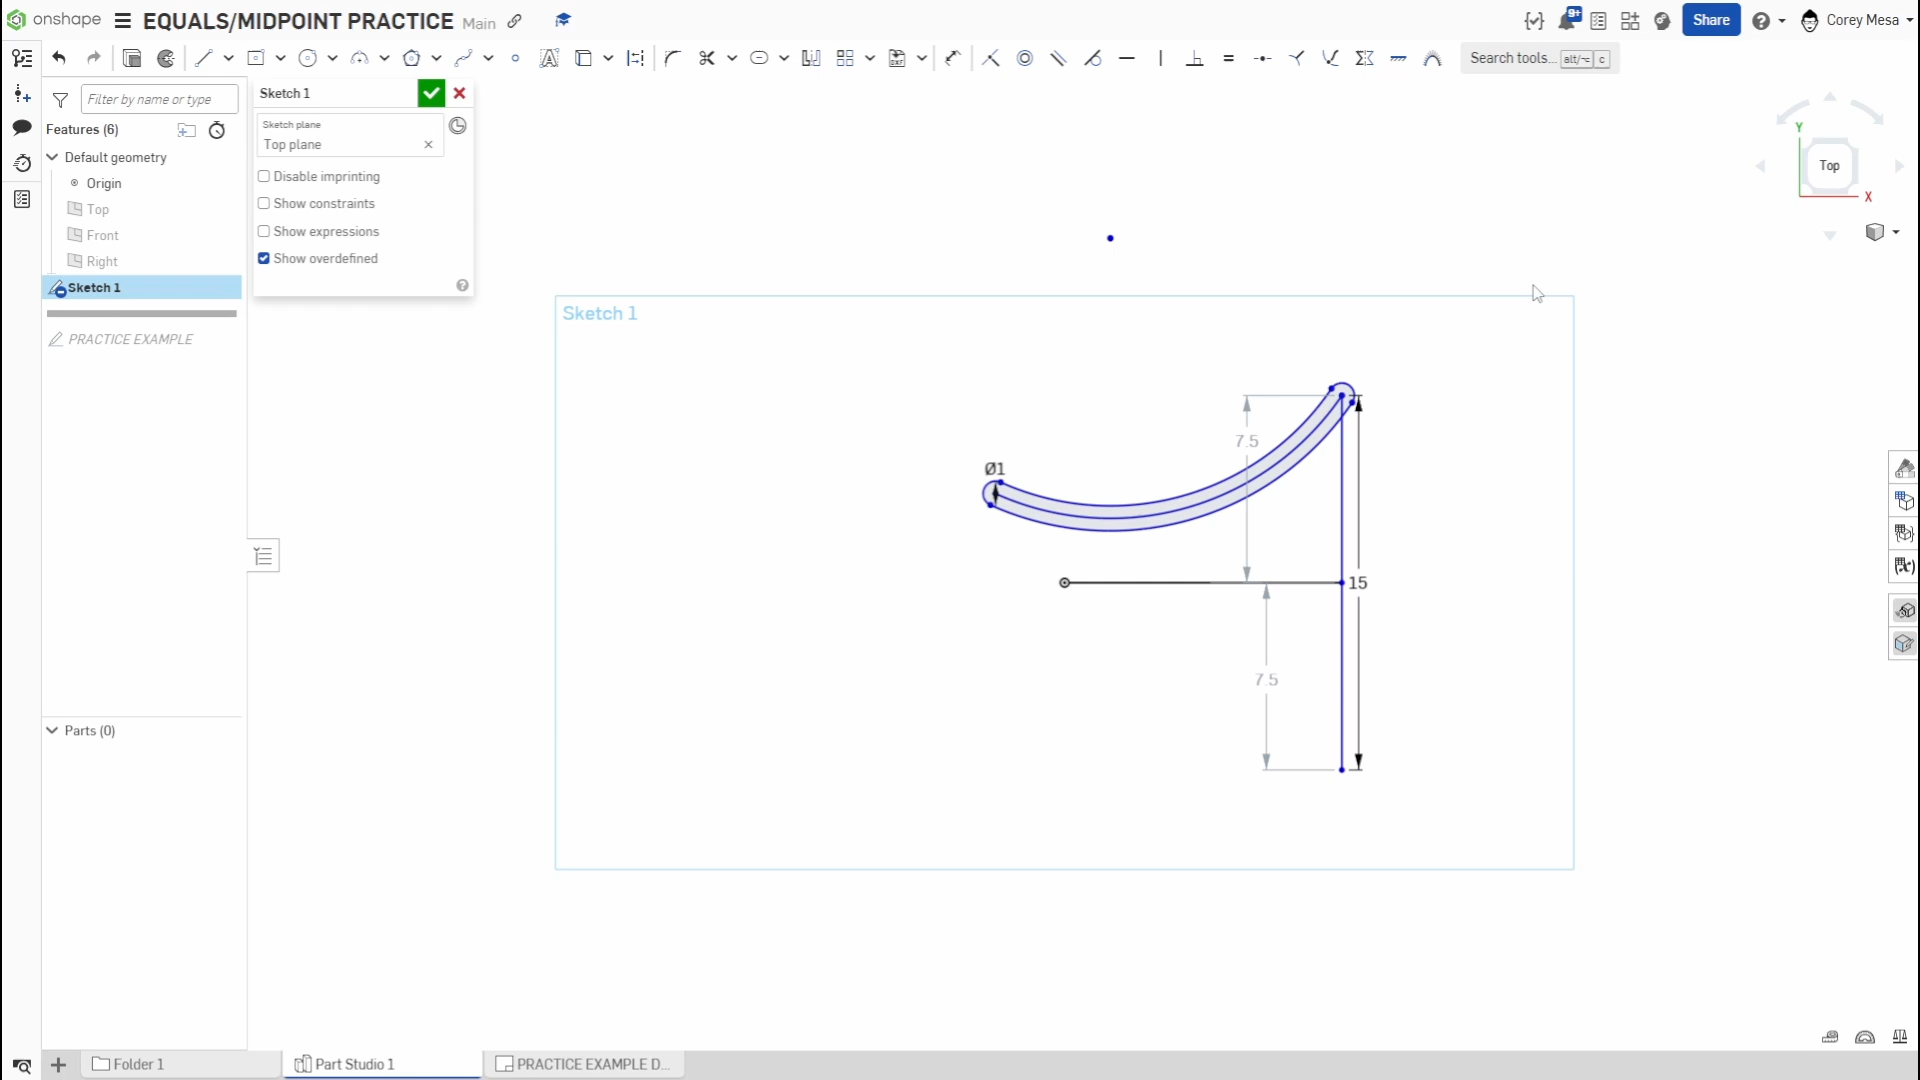 onshape
EQUALS/MIDPOINT PRACTICE Main
9+
Share
Corey Mesa
Search tools... alt/⌥ c
Filter by name or type
Features (6)
Default geometry
Origin
Top
Front
Right
Sketch 1
PRACTICE EXAMPLE
Parts (0)
Sketch 1
Sketch plane
Top plane
Disable imprinting
Show constraints
Show expressions
Show overdefined
Sketch 1
Ø1
7.5
15
7.5
Y
Top
X
Folder 1
Part Studio 1
PRACTICE EXAMPLE D...